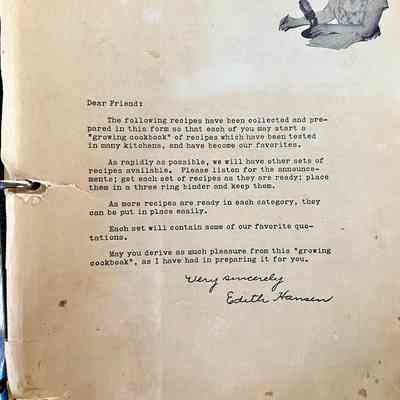 Dear Friend:
The following recipes have been collected and pre-
pared in this form so that each of you may start a
"growing cookbook" of recipes which have been tested
in many kitchens, and have become our favorites.
As rapidly as possible, we will have other sets of
recipes available. Please listen for the announce-
ments; get each set of recipes as they are ready; place
them in a three ring binder and keep them.
As more recipes are ready in each category, they
can be put in place easily.
Each set will contain some of our favorite quo-
tations.
May you derive as much pleasure from this "growing
cookbook", as I have had in preparing it for you.
Very sincerely
Edith Hansen